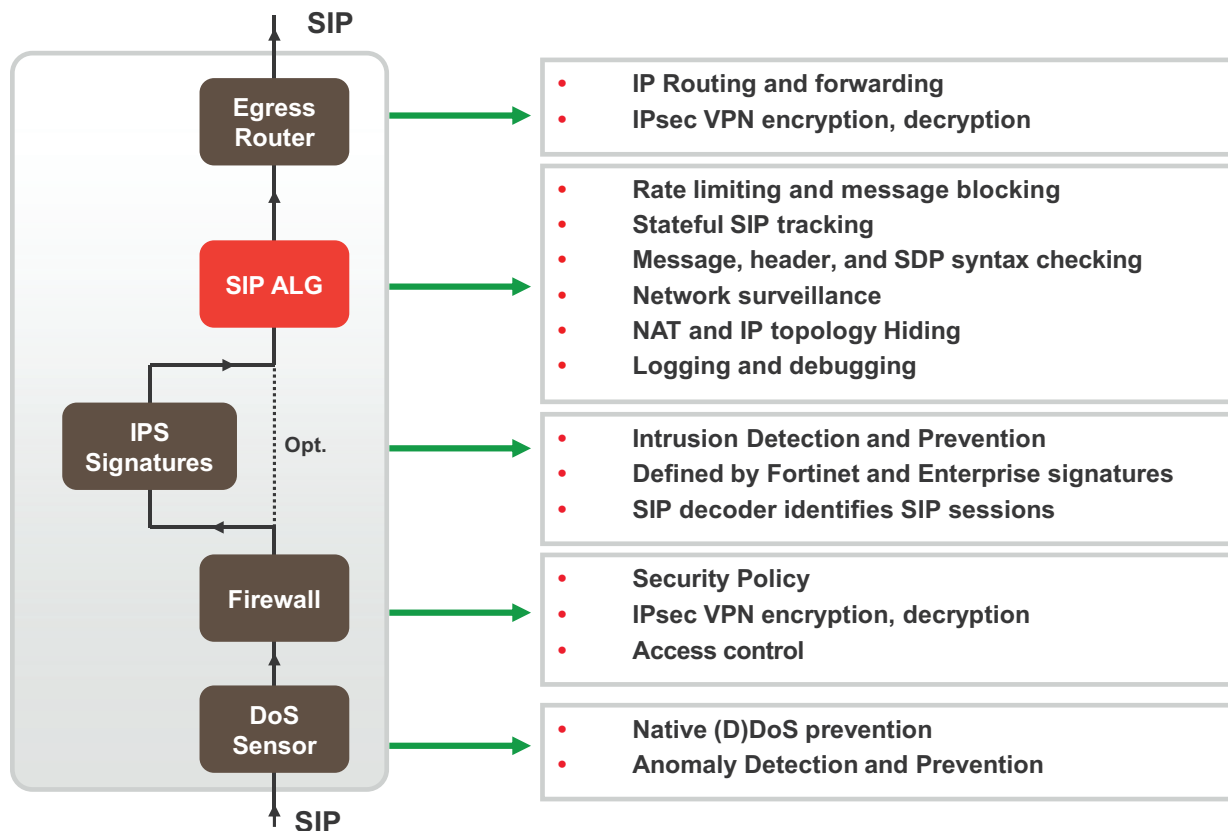 SIP
Egress
Router
• IP Routing and forwarding
• IPsec VPN encryption, decryption
SIP ALG
• Rate limiting and message blocking
• Stateful SIP tracking
• Message, header, and SDP syntax checking
• Network surveillance
• NAT and IP topology Hiding
• Logging and debugging
IPS
Signatures
Opt.
• Intrusion Detection and Prevention
• Defined by Fortinet and Enterprise signatures
• SIP decoder identifies SIP sessions
Firewall
• Security Policy
• IPsec VPN encryption, decryption
• Access control
DoS
Sensor
• Native (D)DoS prevention
• Anomaly Detection and Prevention
SIP